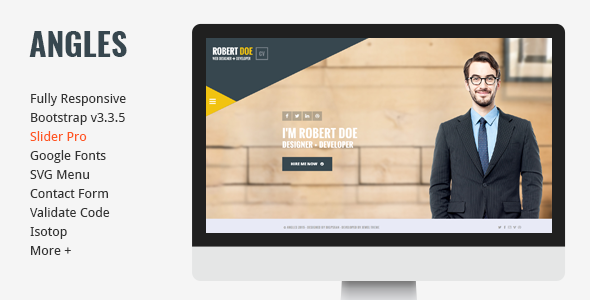 ANGLES
Fully Responsive
Bootstrap v3.3.5
Slider Pro
Google Fonts
SVG Menu
Contact Form
Validate Code
Isotop
More +
ROBERT DOE
WEB DESIGNER + DEVELOPER
CV
I'M ROBERT DOE
DESIGNER + DEVELOPER
HIRE ME NOW